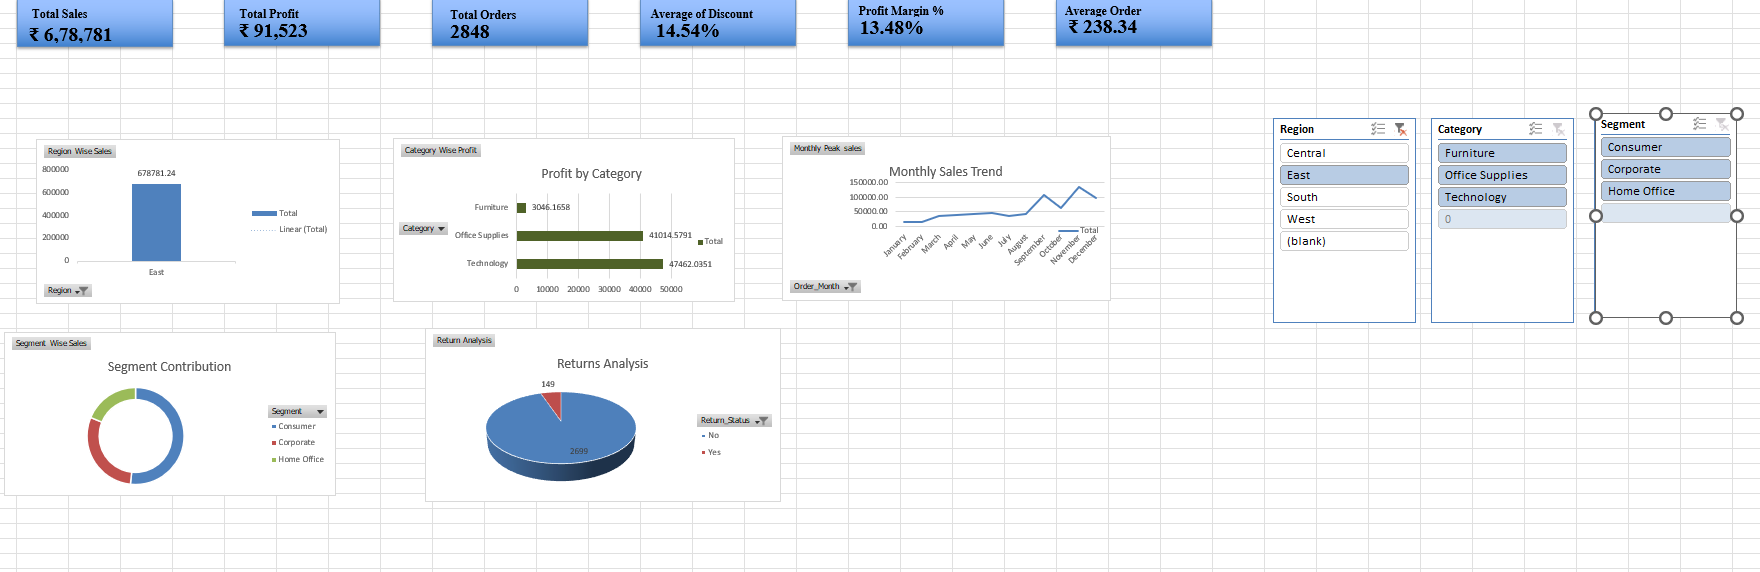 Total Sales
₹ 6,78,781
Total Profit
₹ 91,523
Total Orders
2848
Average of Discount
14.54%
Profit Margin %
13.48%
Average Order
₹ 238.34
Region Wise Sales
800000
600000
400000
200000
0
678781.24
East
Total
Linear (Total)
Region
Category Wise Profit
Profit by Category
Category
Furniture
3046.1658
Office Supplies
41014.5791
Technology
47462.0351
0
10000
20000
30000
40000
50000
Total
Monthly Peak sales
Monthly Sales Trend
150000.00
100000.00
50000.00
0.00
January
February
March
April
May
June
July
August
September
October
November
December
Total
Order_Month
Region
Central
East
South
West
(blank)
Category
Furniture
Office Supplies
Technology
0
Segment
Consumer
Corporate
Home Office
Segment Wise Sales
Segment Contribution
Segment
Consumer
Corporate
Home Office
Return Analysis
Returns Analysis
149
2699
Return_Status
No
Yes